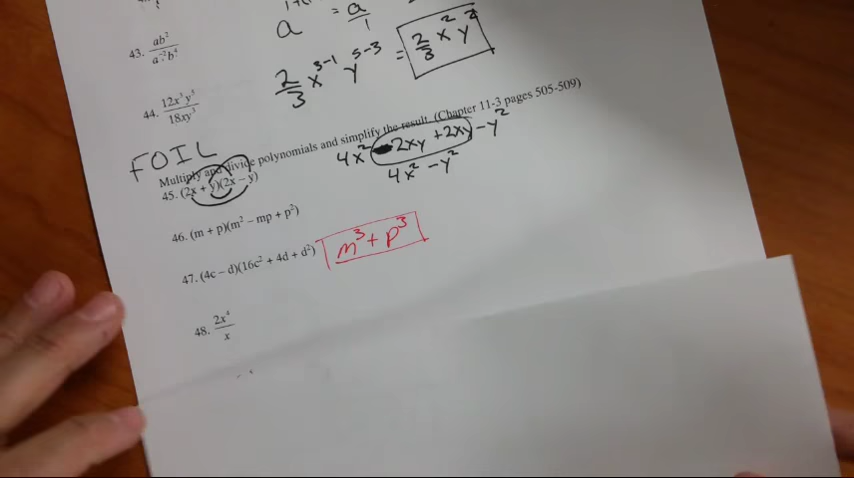 a = a/1
43. ab²/a⁻²b⁴
2/3 x³⁻¹ y⁵⁻³ = 2/3 x² y²
44. 12x³y⁵/18xy³
FOIL
Multiply and divide polynomials and simplify the result. (Chapter 11-3 pages 505-509)
45. (2x + y)(2x – y)
4x² - 2xy + 2xy - y²
4x² - y²
46. (m + p)(m² – mp + p²)
m³ + p³
47. (4c – d)(16c² + 4d + d²)
48. 2x⁴/x